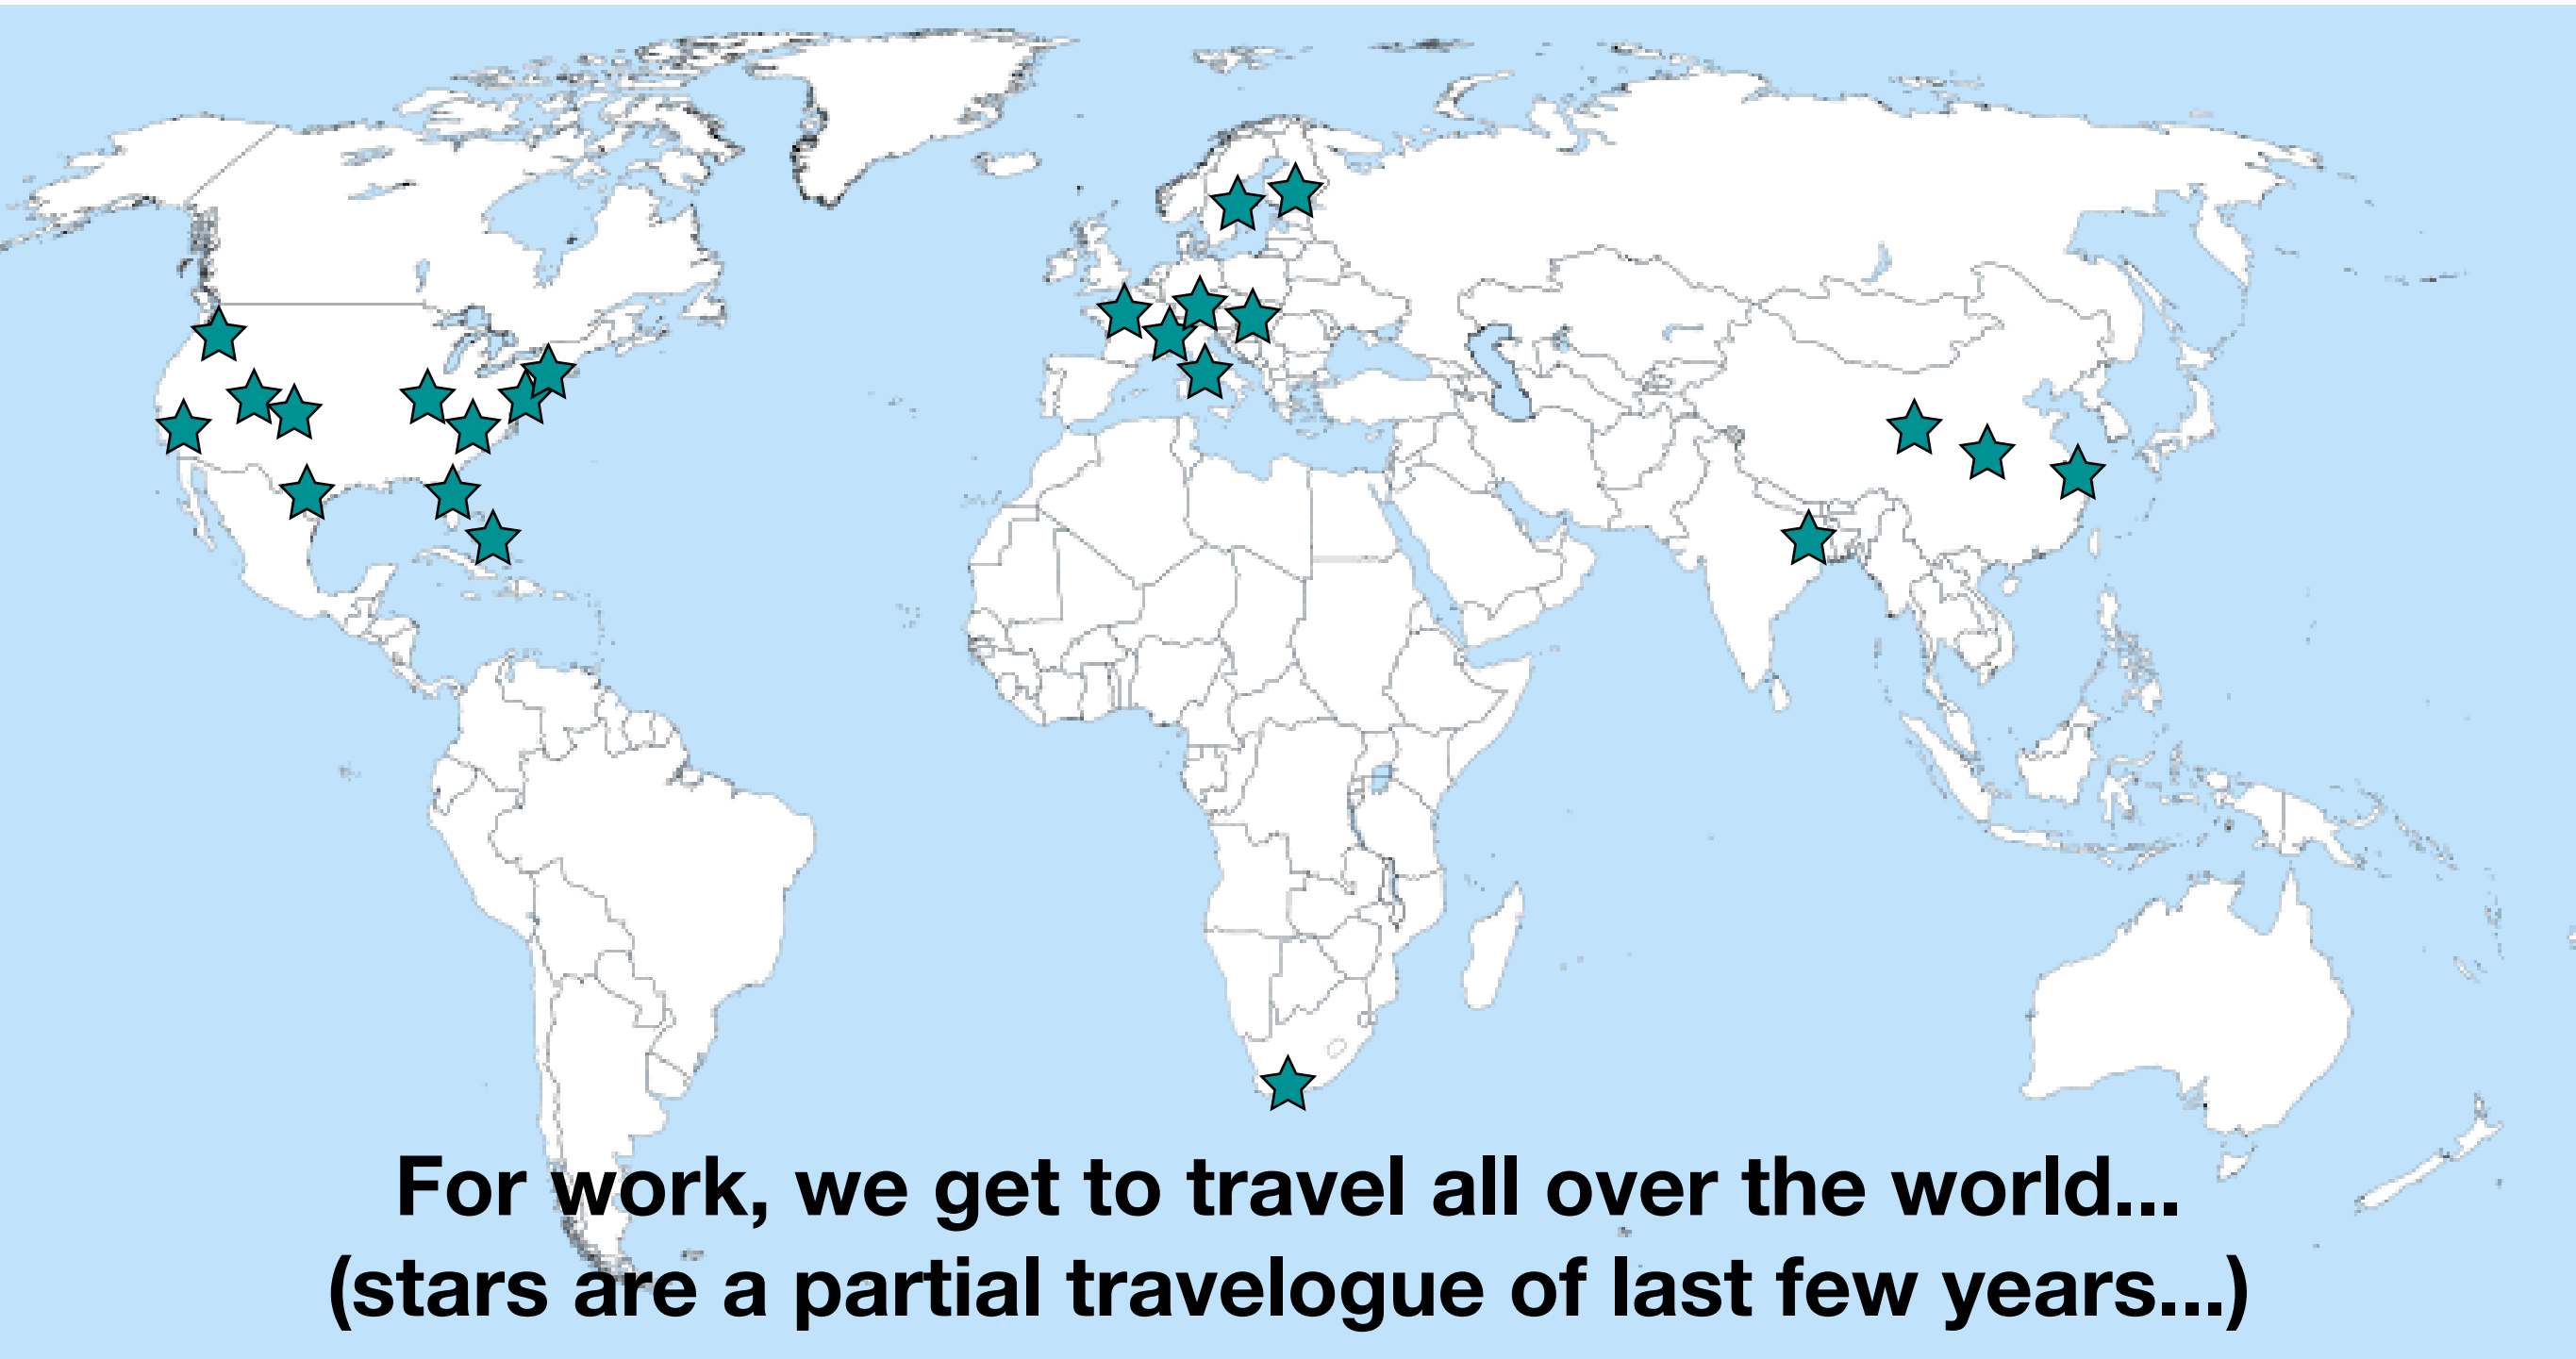 For work, we get to travel all over the world...
(stars are a partial travelogue of last few years...)